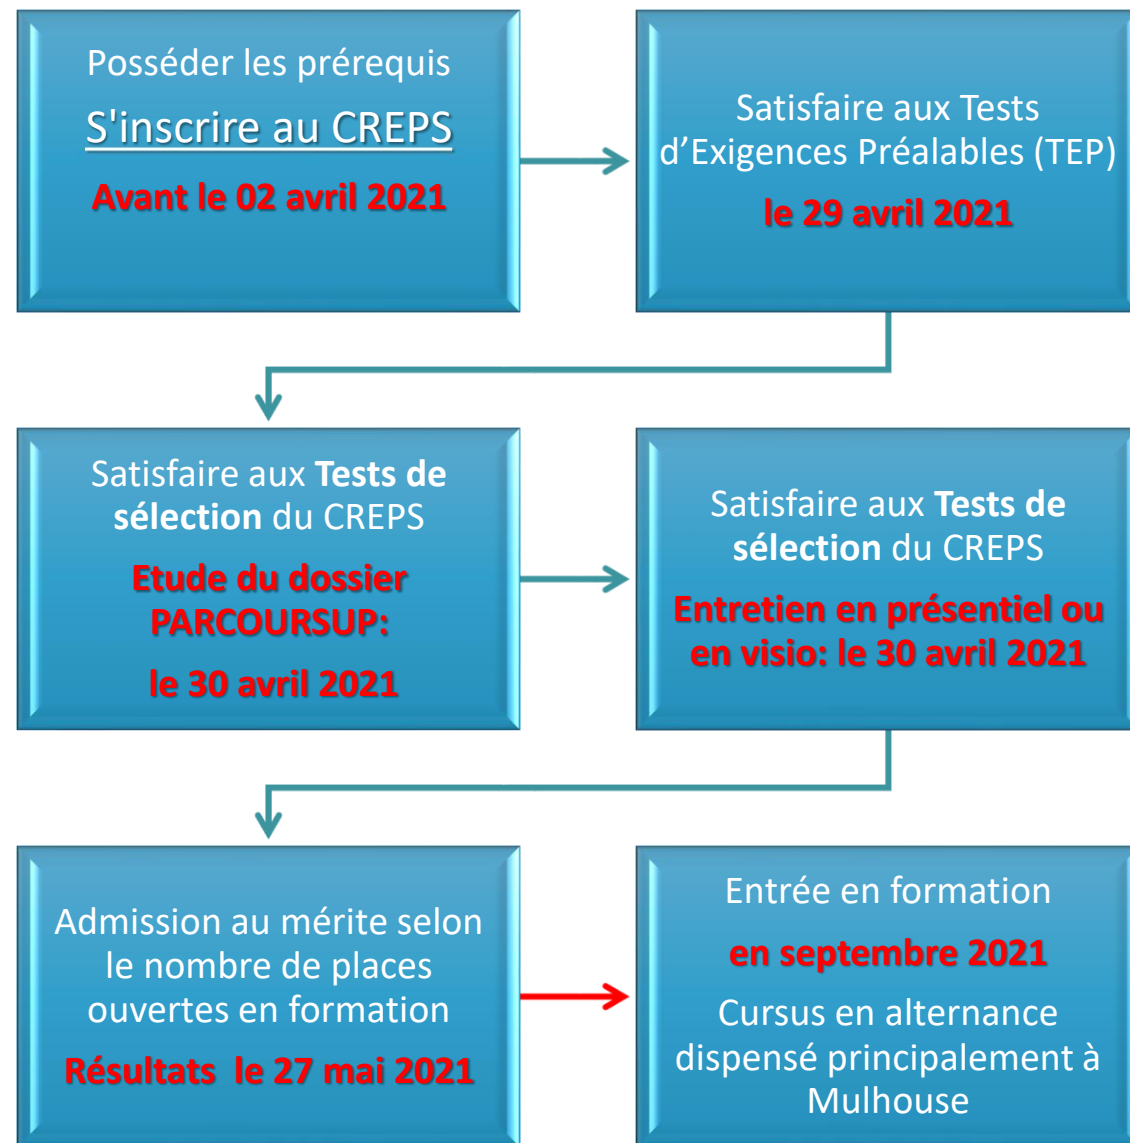 Posséder les prérequis
S'inscrire au CREPS
Avant le 02 avril 2021
Satisfaire aux Tests
d’Exigences Préalables (TEP)
le 29 avril 2021
Satisfaire aux Tests de
sélection du CREPS
Etude du dossier
PARCOURSUP:
le 30 avril 2021
Satisfaire aux Tests de
sélection du CREPS
Entretien en présentiel ou
en visio: le 30 avril 2021
Admission au mérite selon
le nombre de places
ouvertes en formation
Résultats  le 27 mai 2021
Entrée en formation
en septembre 2021
Cursus en alternance
dispensé principalement à
Mulhouse